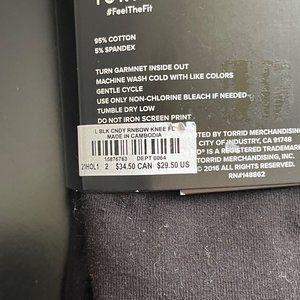 #FeelTheFit
95% COTTON
5% SPANDEX
TURN GARMNET INSIDE OUT
MACHINE WASH COLD WITH LIKE COLORS
GENTLE CYCLE
USE ONLY NON-CHLORINE BLEACH IF NEEDED
TUMBLE DRY LOW
DO NOT IRON SCREEN PRINT
L BLK CNDY RNBOW KNEE FL
MADE IN CAMBODIA
15876763 DEPT 0064
21HOL1 2 $34.50 CAN $29.50 US
TED BY TORRID MERCHANDISING
CITY OF INDUSTRY, CA 91748
IS A REGISTERED TRADEMARK
TORRID MERCHANDISING, INC.
© 2016 ALL RIGHTS RESERVED.
RN#148862